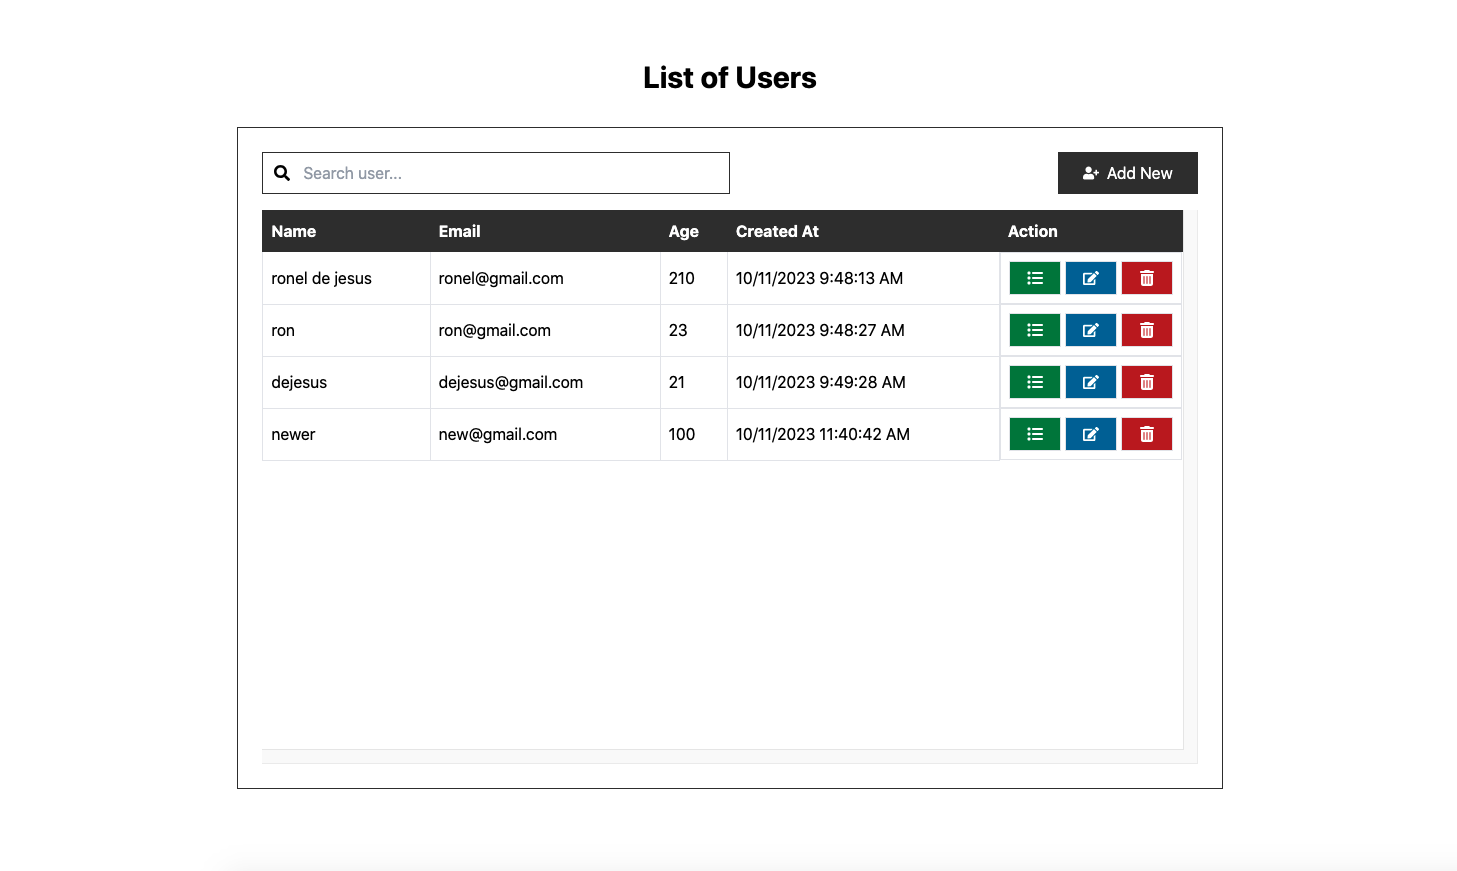 List of Users
Search user...
Add New
Name Email Age Created At Action
ronel de jesus ronel@gmail.com 210 10/11/2023 9:48:13 AM
ron ron@gmail.com 23 10/11/2023 9:48:27 AM
dejesus dejesus@gmail.com 21 10/11/2023 9:49:28 AM
newer new@gmail.com 100 10/11/2023 11:40:42 AM